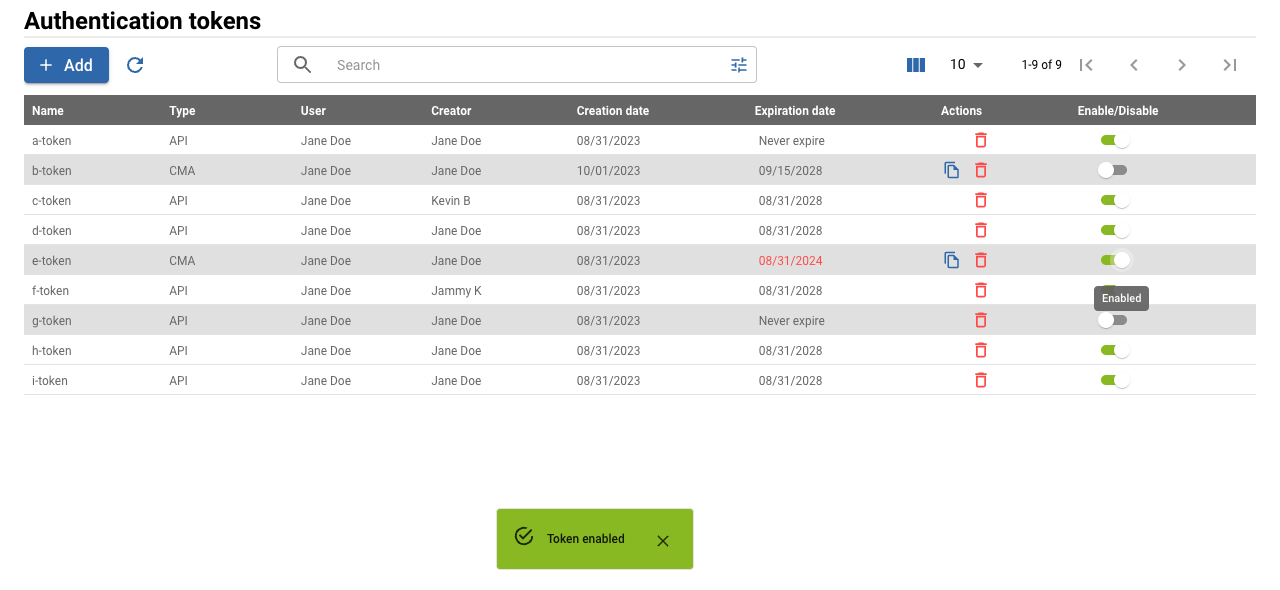 Authentication tokens
Add
Search
10
1-9 of 9
Name Type User Creator Creation date Expiration date Actions Enable/Disable
a-token API Jane Doe Jane Doe 08/31/2023 Never expire
b-token CMA Jane Doe Jane Doe 10/01/2023 09/15/2028
c-token API Jane Doe Kevin B 08/31/2023 08/31/2028
d-token API Jane Doe Jane Doe 08/31/2023 08/31/2028
e-token CMA Jane Doe Jane Doe 08/31/2023 08/31/2024
f-token API Jane Doe Jammy K 08/31/2023 08/31/2028
Enabled
g-token API Jane Doe Jane Doe 08/31/2023 Never expire
h-token API Jane Doe Jane Doe 08/31/2023 08/31/2028
i-token API Jane Doe Jane Doe 08/31/2023 08/31/2028
Token enabled